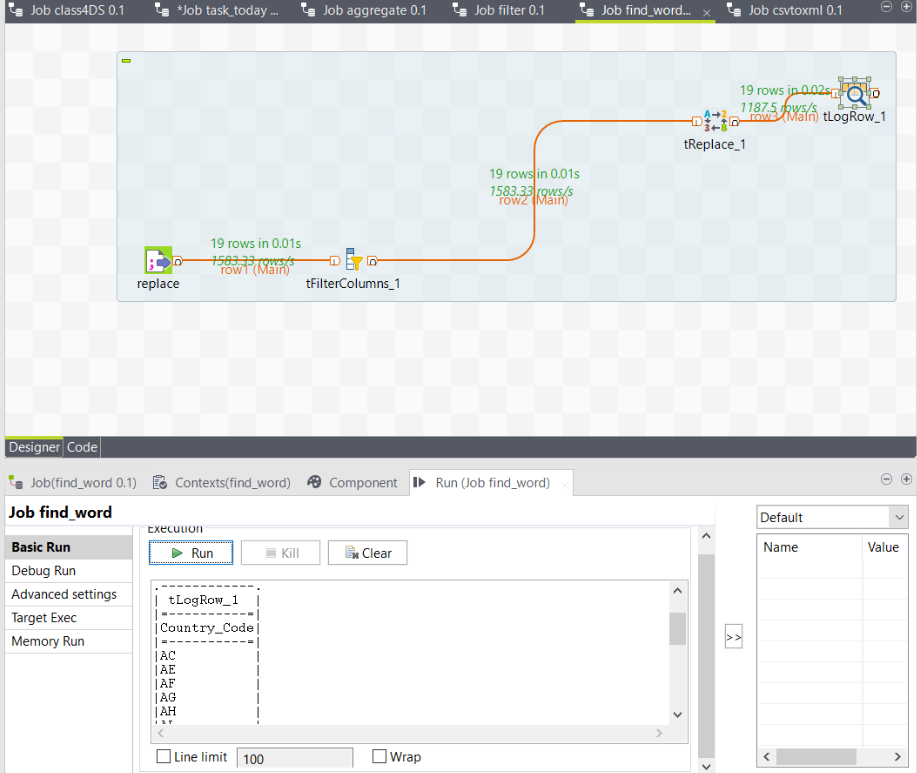 Job class4DS 0.1
*Job task_today ...
Job aggregate 0.1
Job filter 0.1
Job find_word...
Job csvtoxml 0.1
19 rows in 0.02s
1187.5 rows/s
row3 (Main)
tLogRow_1
tReplace_1
19 rows in 0.01s
1583.33 rows/s
row2 (Main)
19 rows in 0.01s
1583.33 rows/s
row1 (Main)
replace
tFilterColumns_1
Designer
Code
Job(find_word 0.1)
Contexts(find_word)
Component
Run (Job find_word)
Job find_word
Basic Run
Debug Run
Advanced settings
Target Exec
Memory Run
Execution
Run
Kill
Clear
tLogRow_1
Country_Code
AC
AE
AF
AG
AH
Line limit
100
Wrap
>>
Default
Name
Value